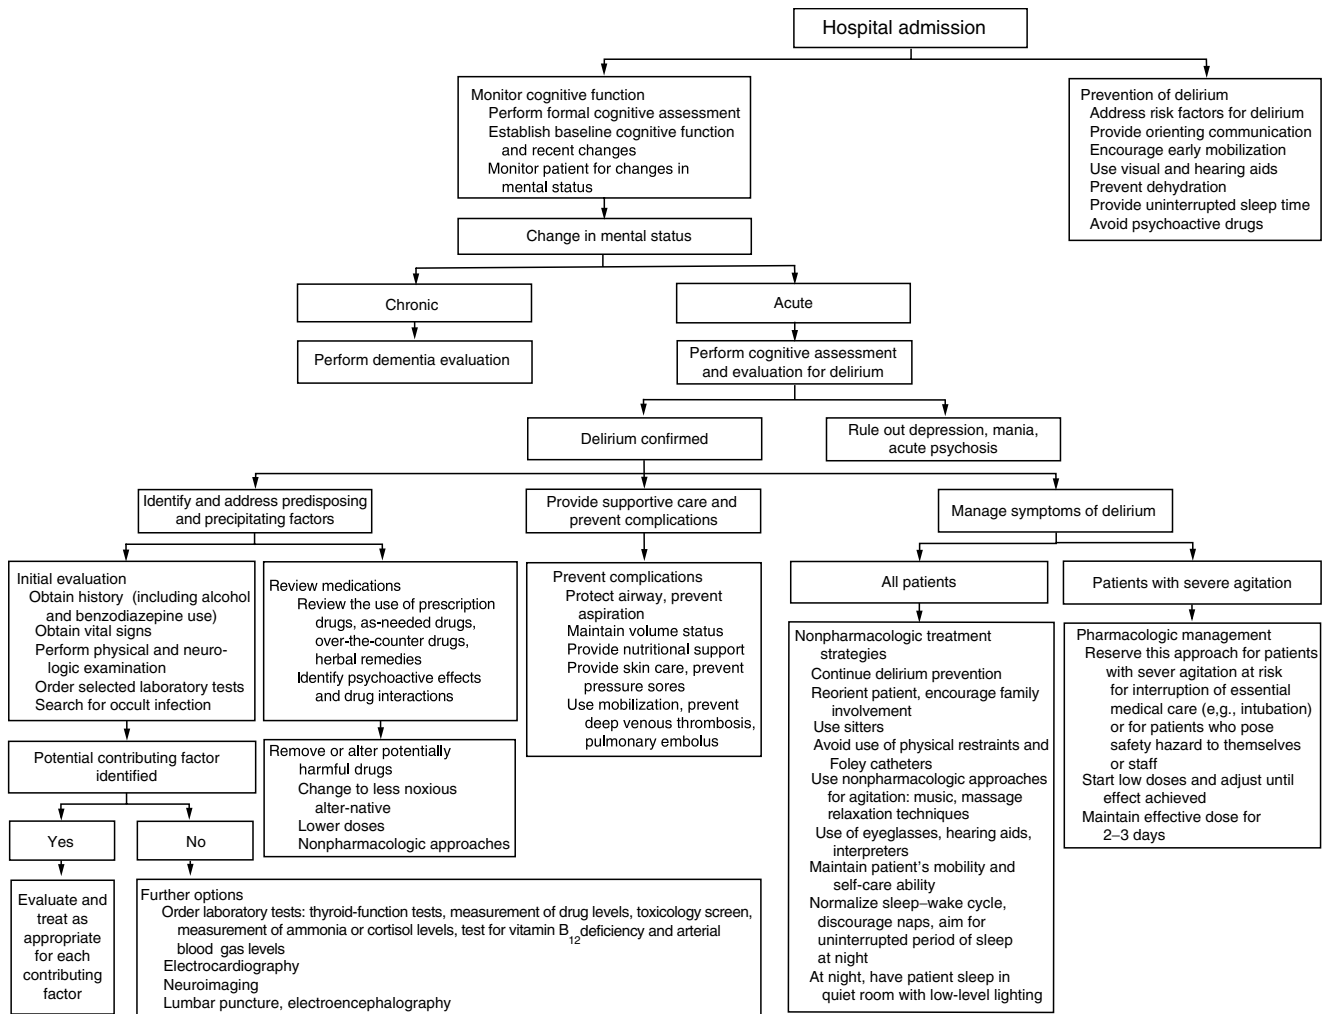 Hospital admission
Monitor cognitive function
Perform formal cognitive assessment
Establish baseline cognitive function
and recent changes
Monitor patient for changes in
mental status
Prevention of delirium
Address risk factors for delirium
Provide orienting communication
Encourage early mobilization
Use visual and hearing aids
Prevent dehydration
Provide uninterrupted sleep time
Avoid psychoactive drugs
Change in mental status
Chronic
Acute
Perform dementia evaluation
Perform cognitive assessment
and evaluation for delirium
Delirium confirmed
Rule out depression, mania,
acute psychosis
Identify and address predisposing
and precipitating factors
Provide supportive care and
prevent complications
Manage symptoms of delirium
Initial evaluation
Obtain history (including alcohol
and benzodiazepine use)
Obtain vital signs
Perform physical and neuro-
logic examination
Order selected laboratory tests
Search for occult infection
Review medications
Review the use of prescription
drugs, as-needed drugs,
over-the-counter drugs,
herbal remedies
Identify psychoactive effects
and drug interactions
Prevent complications
Protect airway, prevent
aspiration
Maintain volume status
Provide nutritional support
Provide skin care, prevent
pressure sores
Use mobilization, prevent
deep venous thrombosis,
pulmonary embolus
All patients
Patients with severe agitation
Nonpharmacologic treatment
strategies
Continue delirium prevention
Reorient patient, encourage family
involvement
Use sitters
Avoid use of physical restraints and
Foley catheters
Use nonpharmacologic approaches
for agitation: music, massage
relaxation techniques
Use of eyeglasses, hearing aids,
interpreters
Maintain patient's mobility and
self-care ability
Normalize sleep–wake cycle,
discourage naps, aim for
uninterrupted period of sleep
at night
At night, have patient sleep in
quiet room with low-level lighting
Pharmacologic management
Reserve this approach for patients
with sever agitation at risk
for interruption of essential
medical care (e,g., intubation)
or for patients who pose
safety hazard to themselves
or staff
Start low doses and adjust until
effect achieved
Maintain effective dose for
2–3 days
Potential contributing factor
identified
Remove or alter potentially
harmful drugs
Change to less noxious
alter-native
Lower doses
Nonpharmacologic approaches
Yes
No
Evaluate and
treat as
appropriate
for each
contributing
factor
Further options
Order laboratory tests: thyroid-function tests, measurement of drug levels, toxicology screen,
measurement of ammonia or cortisol levels, test for vitamin B12 deficiency and arterial
blood gas levels
Electrocardiography
Neuroimaging
Lumbar puncture, electroencephalography